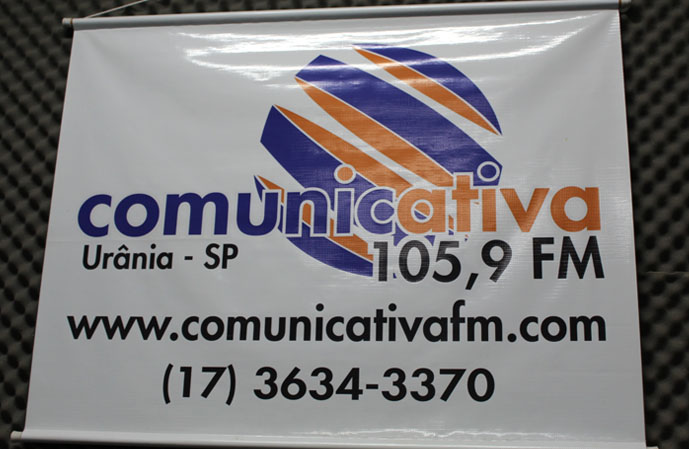 comunicativa
Urânia - SP
105,9 FM
www.comunicativafm.com
(17) 3634-3370